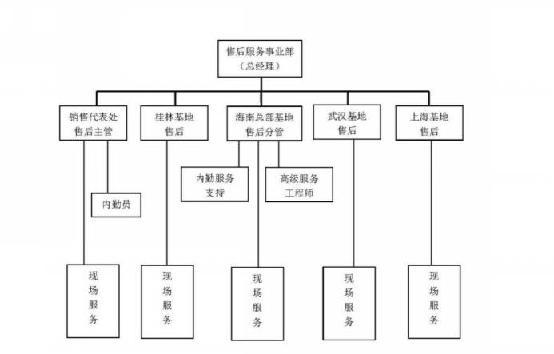 售后服务事业部
（总经理）
销售代表处
售后主管
桂林基地
售后
海南总部基地
售后分管
武汉基地
售后
上海基地
售后
内勤员
内勤服务
支持
高级服务
工程师
现
场
服
务
现
场
服
务
现
场
服
务
现
场
服
务
现
场
服
务